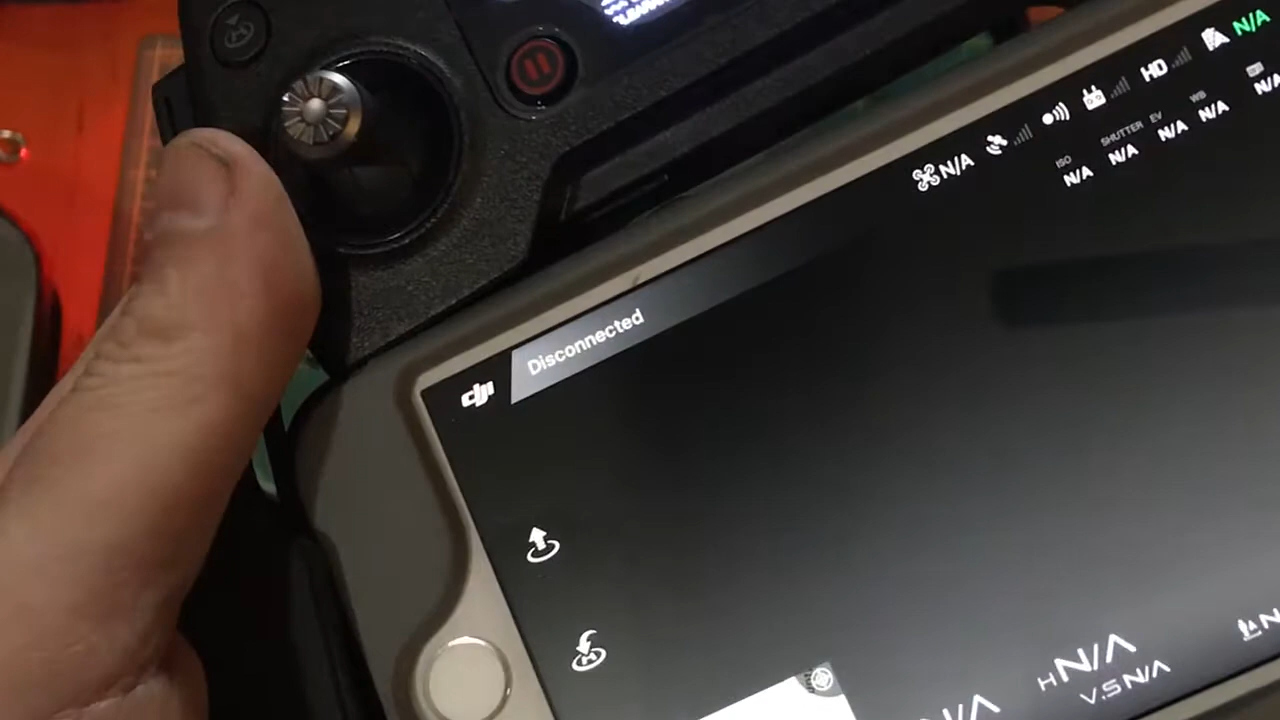 N/A
HD
N/A
ISO
N/A
SHUTTER
N/A
EV
N/A
WB
N/A
N/A
dji
Disconnected
H N/A
V.S N/A
N/A